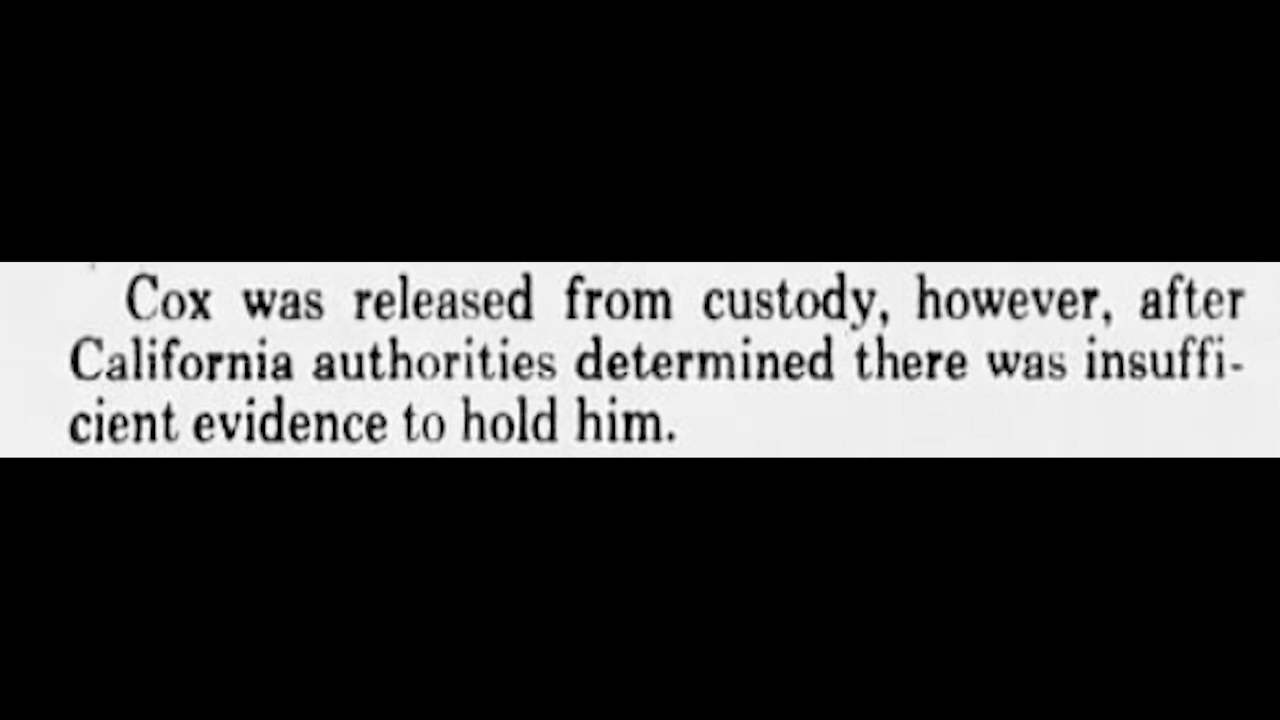 Cox was released from custody, however, after
California authorities determined there was insuffi-
cient evidence to hold him.